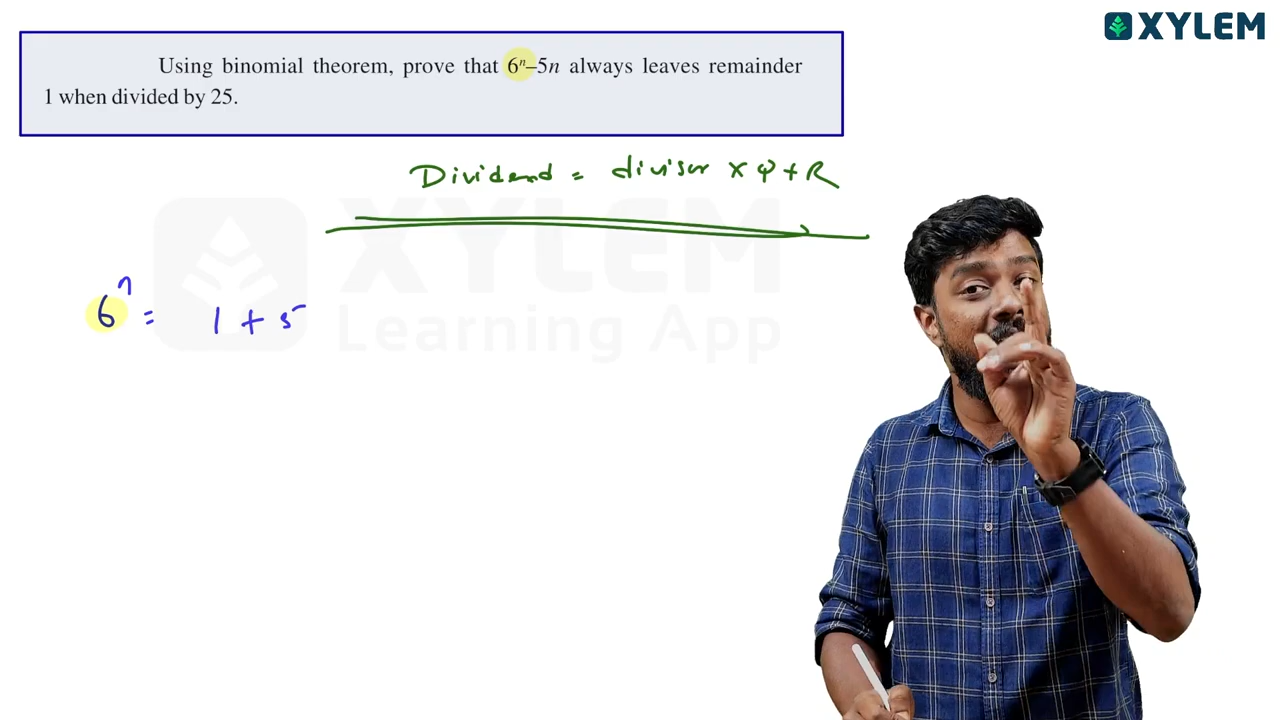 XYLEM
Using binomial theorem, prove that 6ⁿ–5n always leaves remainder
1 when divided by 25.
Dividend = divisor × Q + R
XYLEM
Learning App
6ⁿ = 1 + 5